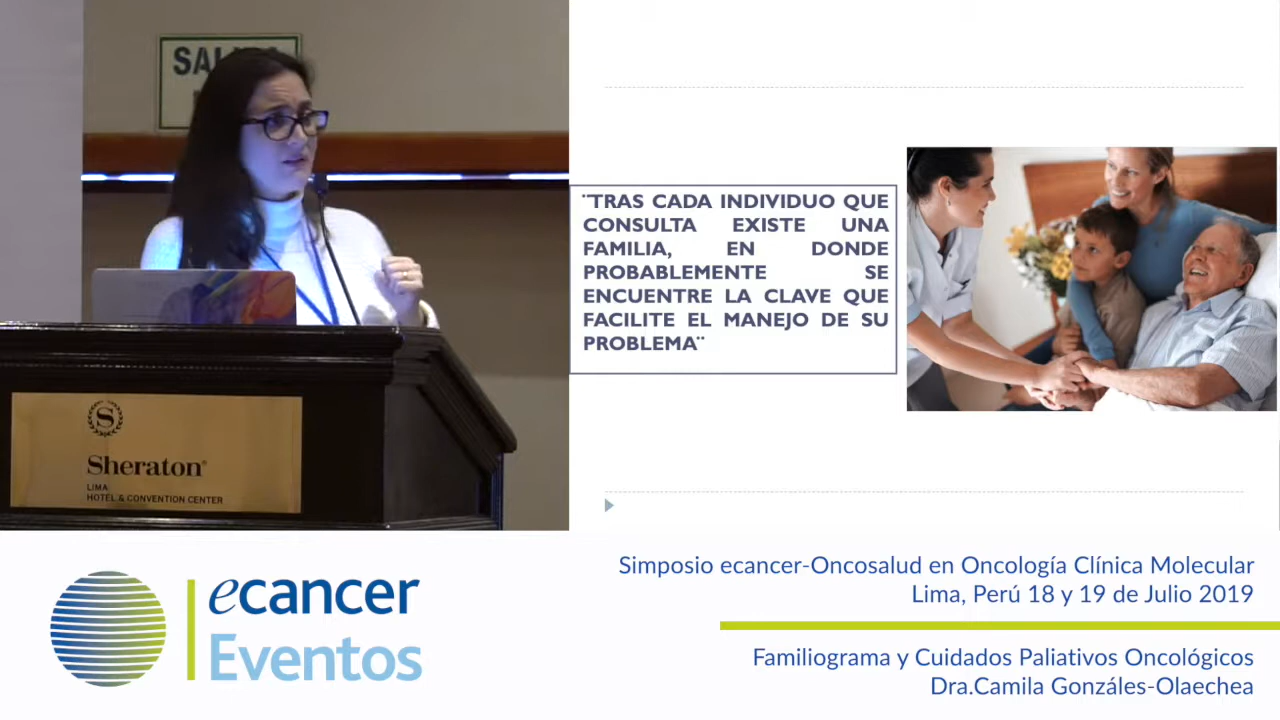 SAL
¨TRAS CADA INDIVIDUO QUE
CONSULTA EXISTE UNA
FAMILIA, EN DONDE
PROBABLEMENTE SE
ENCUENTRE LA CLAVE QUE
FACILITE EL MANEJO DE SU
PROBLEMA¨
S
Sheraton®
LIMA
HOTEL & CONVENTION CENTER
ecancer
Eventos
Simposio ecancer-Oncosalud en Oncología Clínica Molecular
Lima, Perú 18 y 19 de Julio 2019
Familiograma y Cuidados Paliativos Oncológicos
Dra.Camila Gonzáles-Olaechea